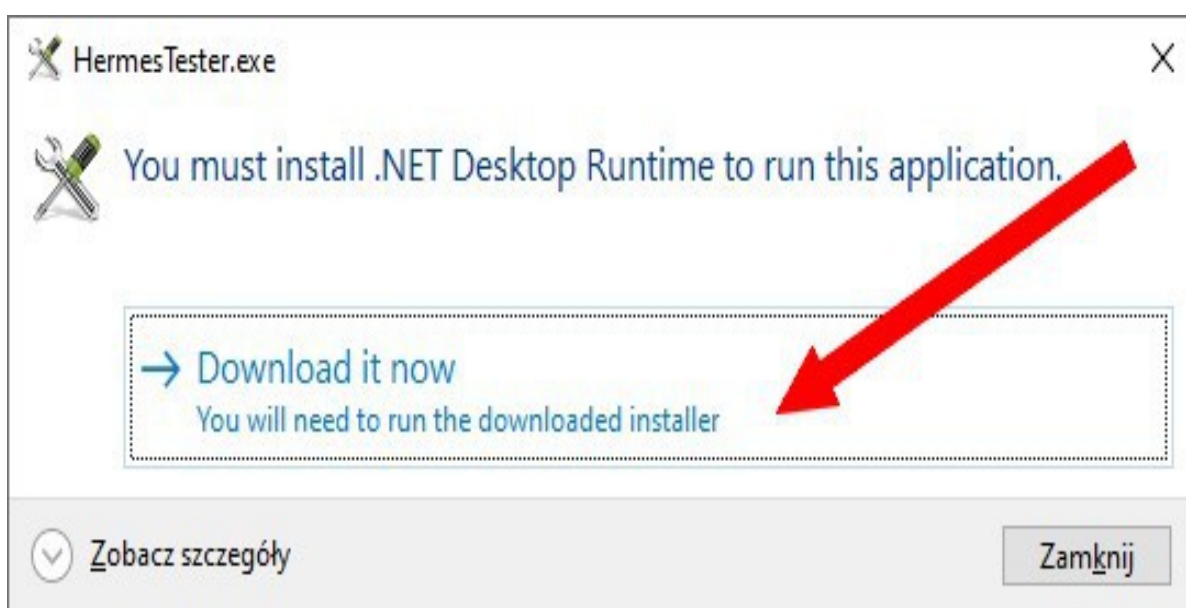 HermesTester.exe
You must install .NET Desktop Runtime to run this application.
Download it now
You will need to run the downloaded installer
Zobacz szczegóły
Zamknij